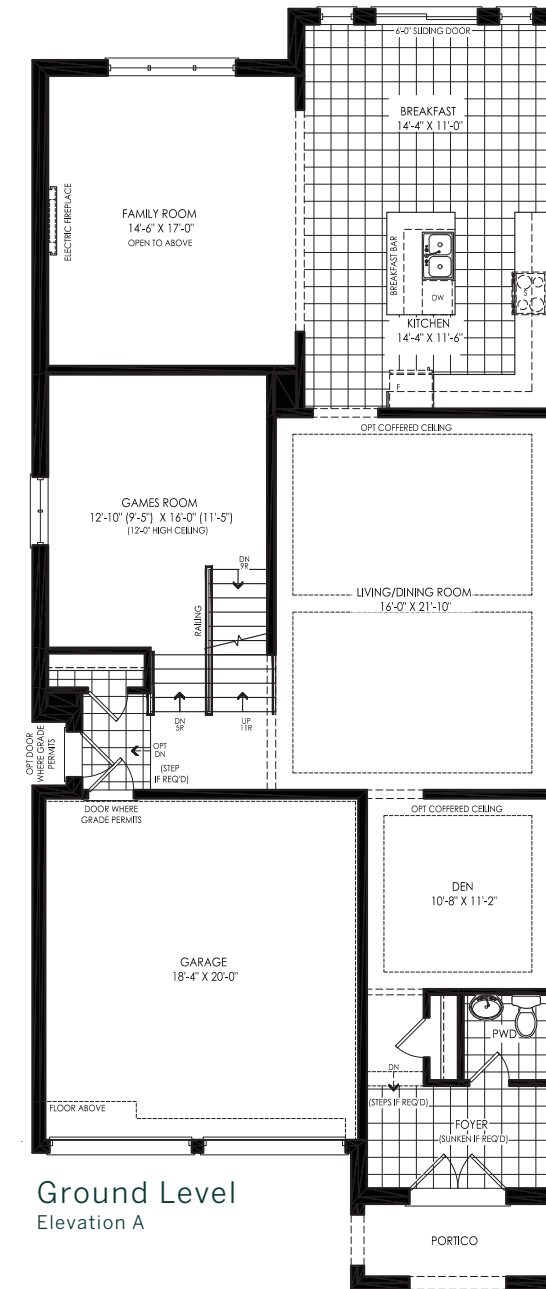 6'-0" SLIDING DOOR
BREAKFAST
14'-4" X 11'-0"
FAMILY ROOM
14'-6" X 17'-0"
OPEN TO ABOVE
ELECTRIC FIREPLACE
BREAKFAST BAR
DW
S
KITCHEN
14'-4" X 11'-6"
F
OPT COFFERED CEILING
GAMES ROOM
12'-10" (9'-5") X 16'-0" (11'-5")
(12'-0" HIGH CEILING)
DN
9R
RAILING
LIVING/DINING ROOM
16'-0" X 21'-10"
DN
5R
UP
11R
OPT DOOR
WHERE GRADE
PERMITS
OPT
DN
(STEP
IF REQ'D)
DOOR WHERE
GRADE PERMITS
OPT COFFERED CEILING
DEN
10'-8" X 11'-2"
GARAGE
18'-4" X 20'-0"
PWD
DN
(STEPS IF REQ'D)
FLOOR ABOVE
FOYER
(SUNKEN IF REQ'D)
Ground Level
Elevation A
PORTICO